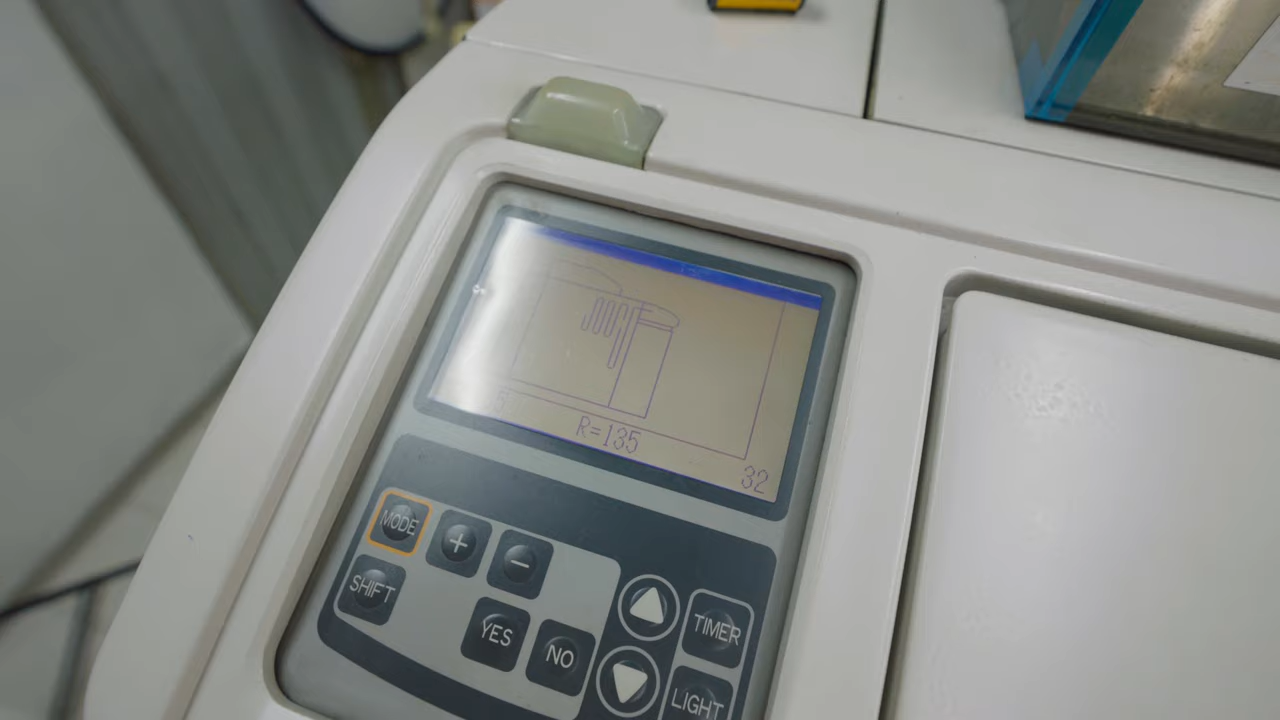 R=135
32
MODE + −
SHIFT
YES NO
TIMER
LIGHT